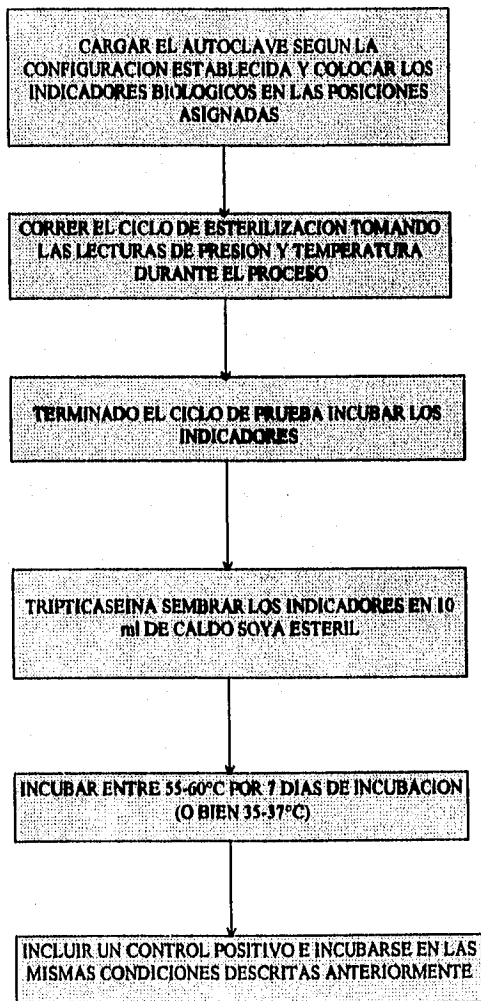 CARGAR EL AUTOCLAVE SEGUN LA
CONFIGURACION ESTABLECIDA Y COLOCAR LOS
INDICADORES BIOLOGICOS EN LAS POSICIONES
ASIGNADAS
CORRER EL CICLO DE ESTERILIZACION TOMANDO
LAS LECTURAS DE PRESION Y TEMPERATURA
DURANTE EL PROCESO
TERMINADO EL CICLO DE PRUEBA INCUBAR LOS
INDICADORES
TRIPTICASEINA SEMBRAR LOS INDICADORES EN 10
ml DE CALDO SOYA ESTERIL
INCUBAR ENTRE 55-60°C POR 7 DIAS DE INCUBACION
(O BIEN 35-37°C)
INCLUIR UN CONTROL POSITIVO E INCUBARSE EN LAS
MISMAS CONDICIONES DESCRITAS ANTERIORMENTE